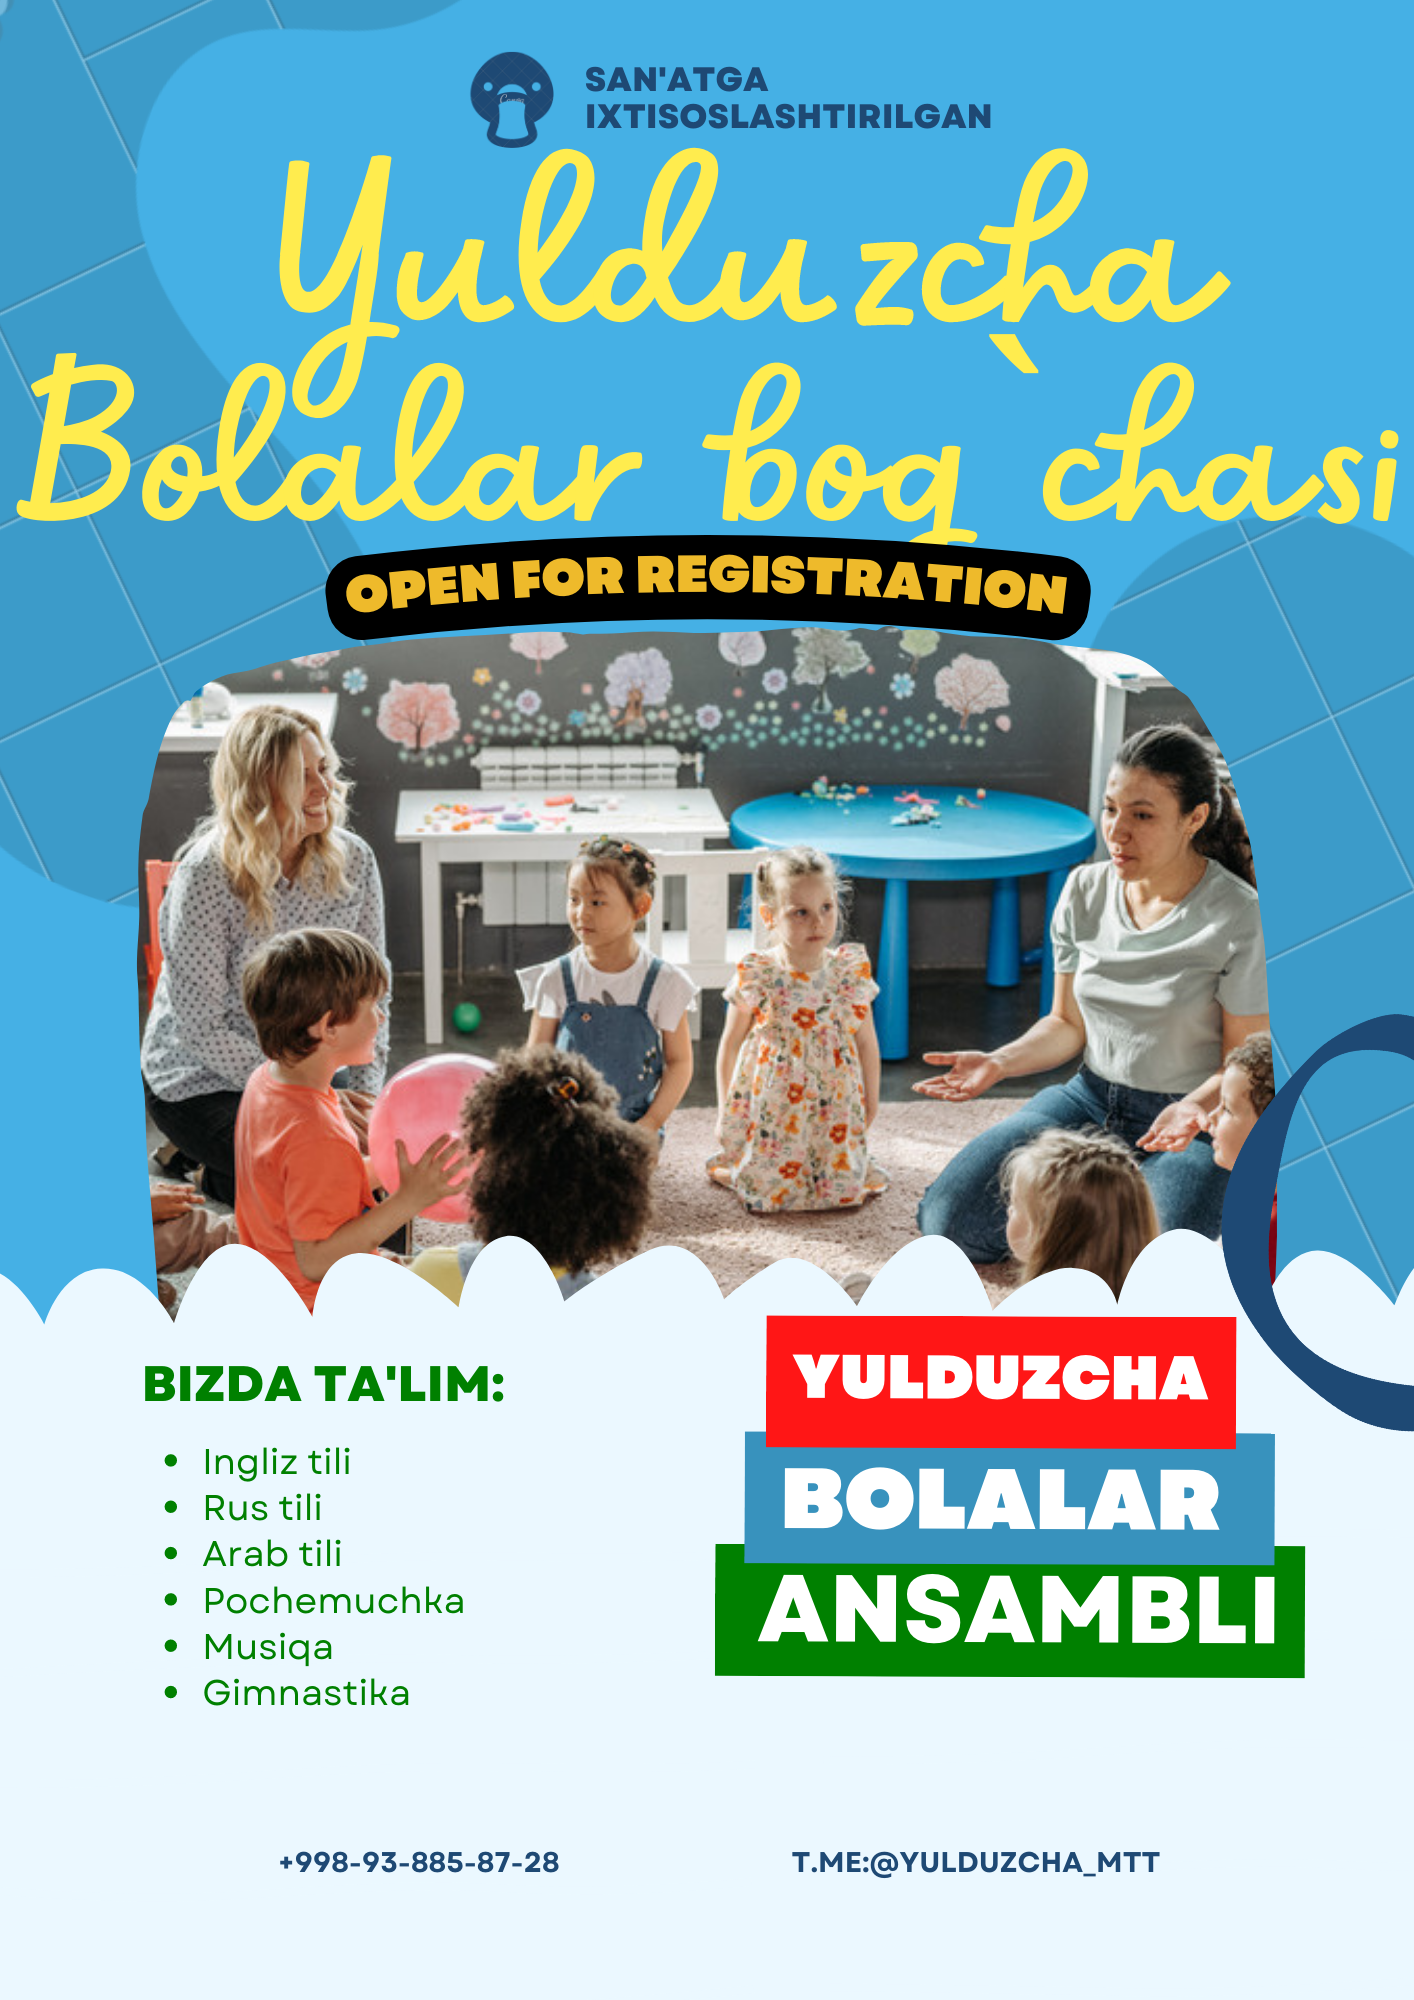 SAN'ATGA
IXTISOSLASHTIRILGAN
Yulduzcha
Bolalar bog`chasi
OPEN FOR REGISTRATION
BIZDA TA'LIM:
• Ingliz tili
• Rus tili
• Arab tili
• Pochemuchka
• Musiqa
• Gimnastika
YULDUZCHA
BOLALAR
ANSAMBLI
+998-93-885-87-28
T.ME:@YULDUZCHA_MTT